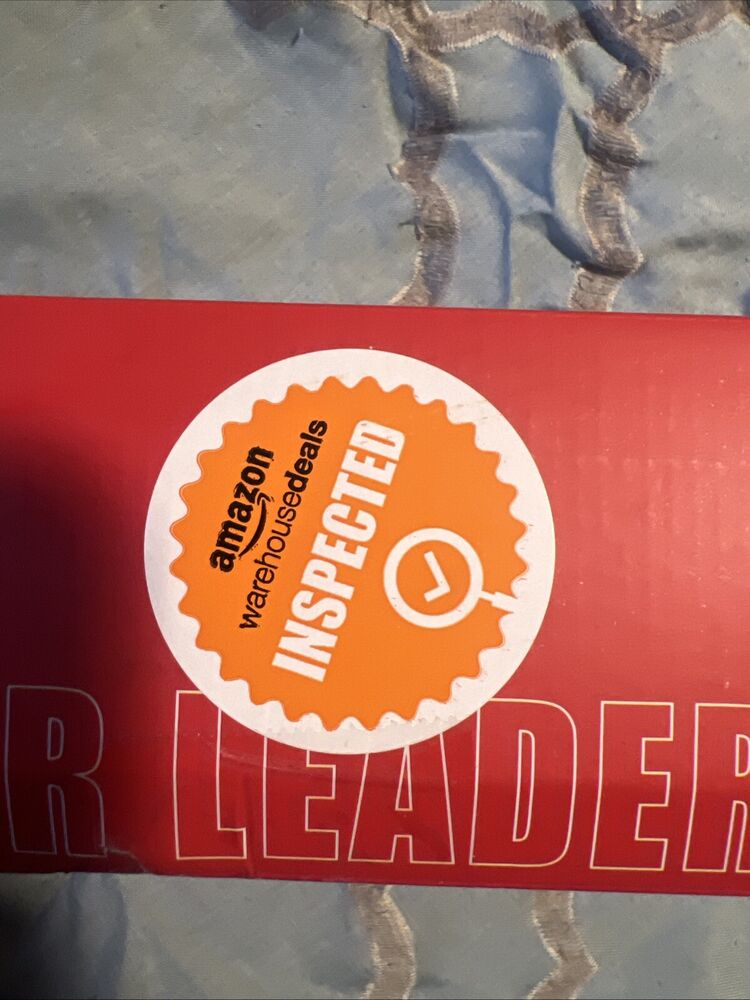 amazon
warehousedeals
INSPECTED
R LEADER